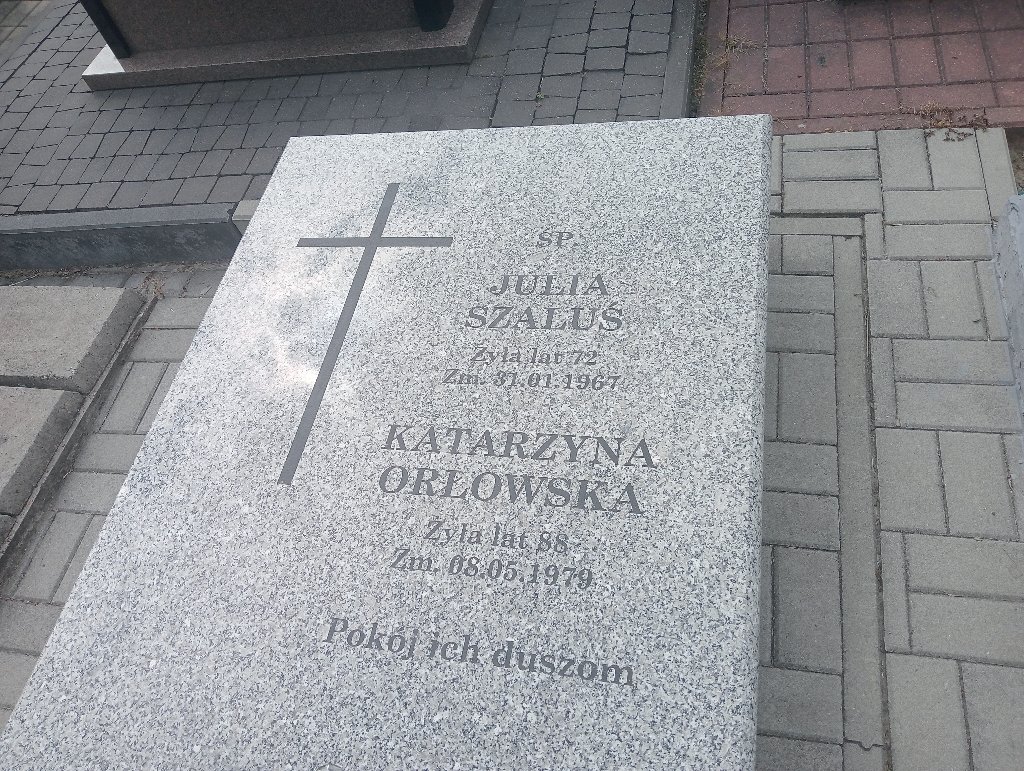 ŚP.
JULIA
SZALUŚ
Żyła lat 72
Zm. 31.01.1967
KATARZYNA
ORŁOWSKA
Żyła lat 88
Zm. 08.05.1979
Pokój ich duszom